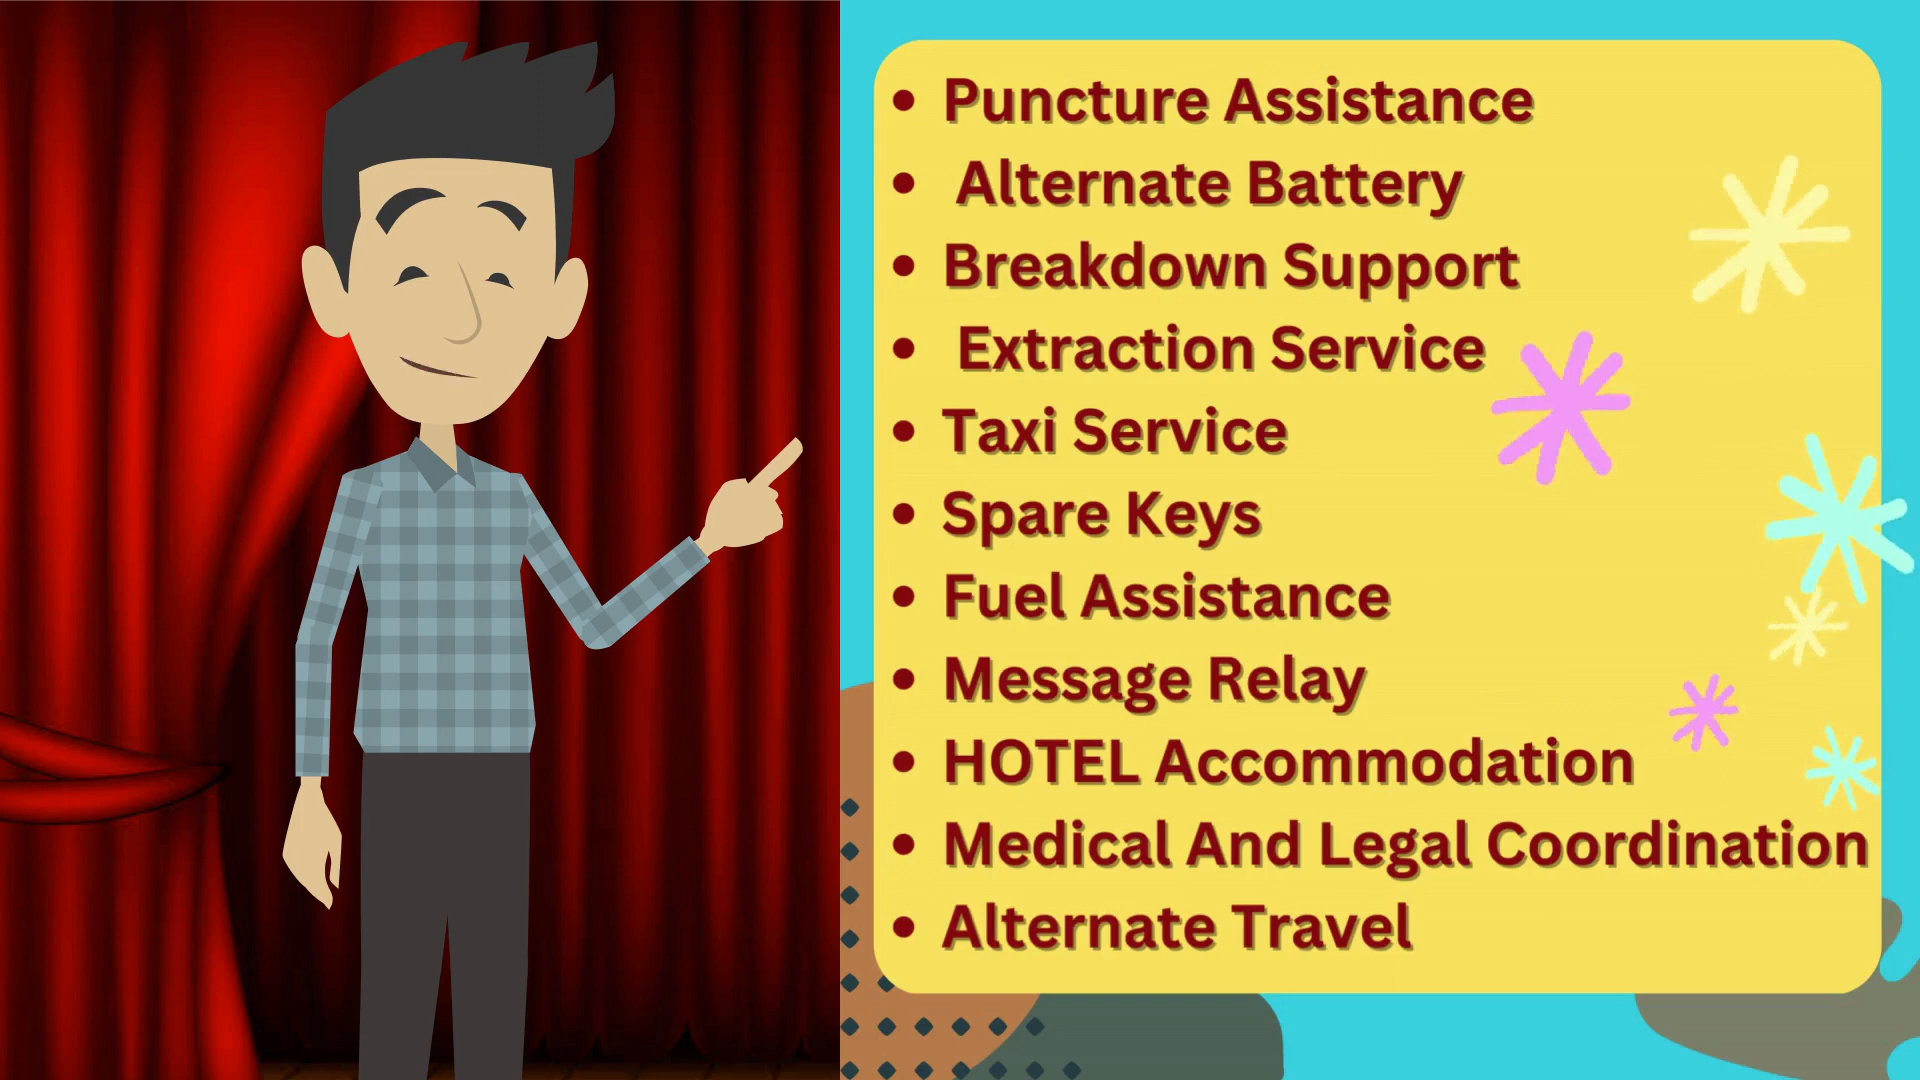 • Puncture Assistance
• Alternate Battery
• Breakdown Support
• Extraction Service
• Taxi Service
• Spare Keys
• Fuel Assistance
• Message Relay
• HOTEL Accommodation
• Medical And Legal Coordination
• Alternate Travel